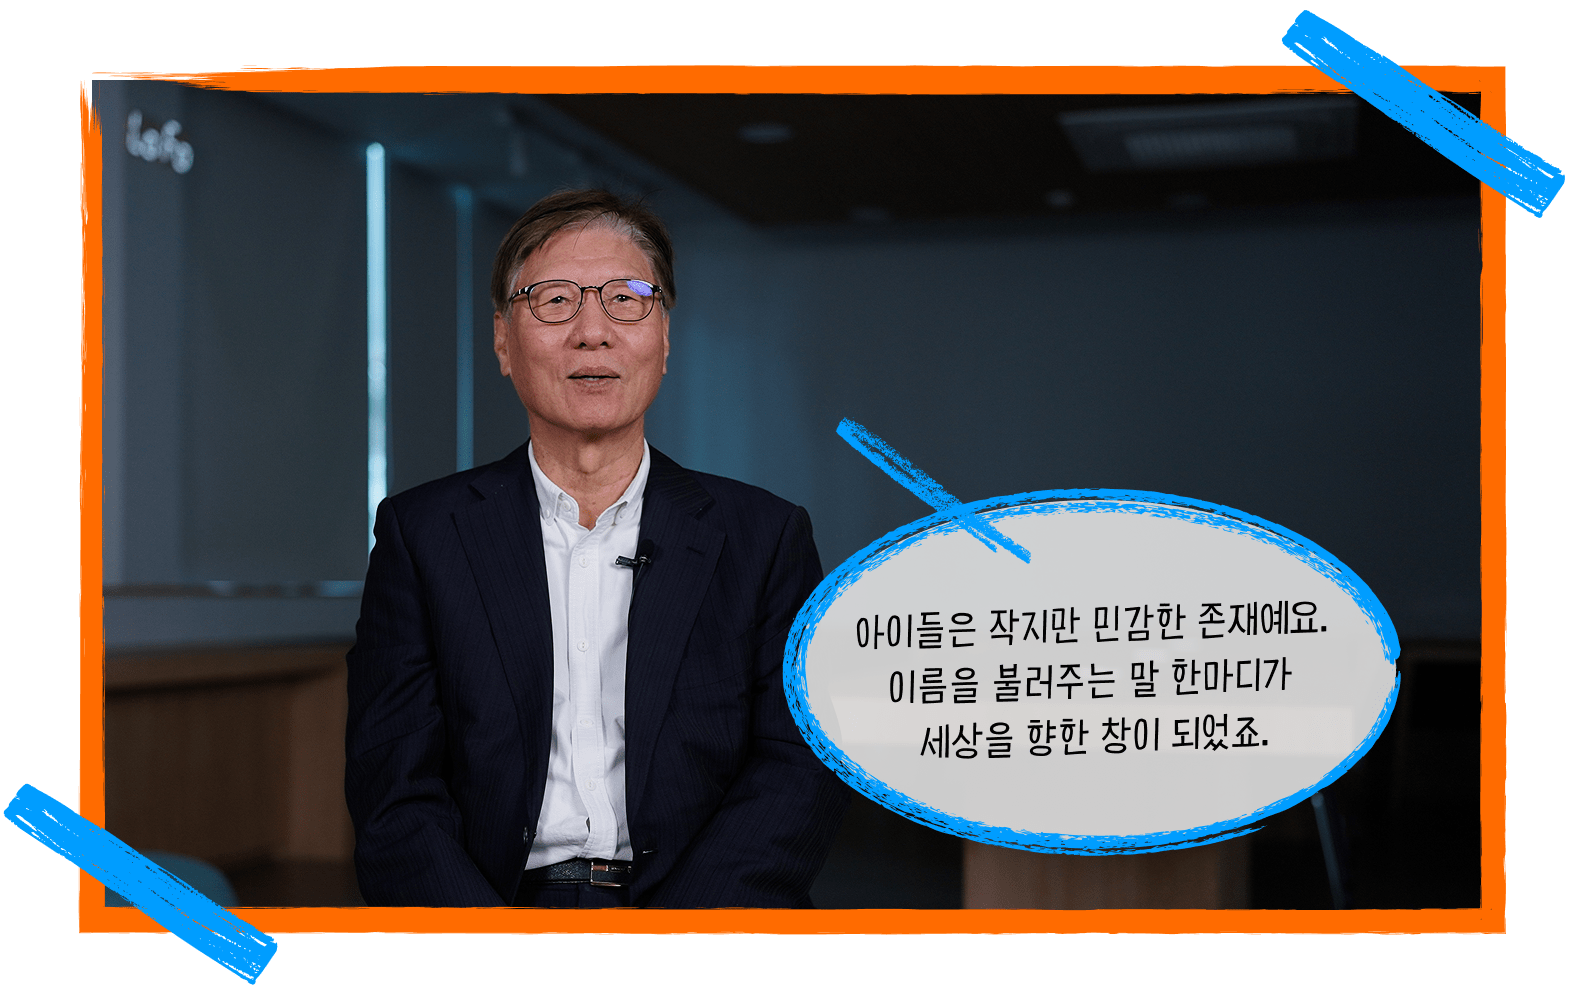 아이들은 작지만 민감한 존재예요.
이름을 불러주는 말 한마디가
세상을 향한 창이 되었죠.